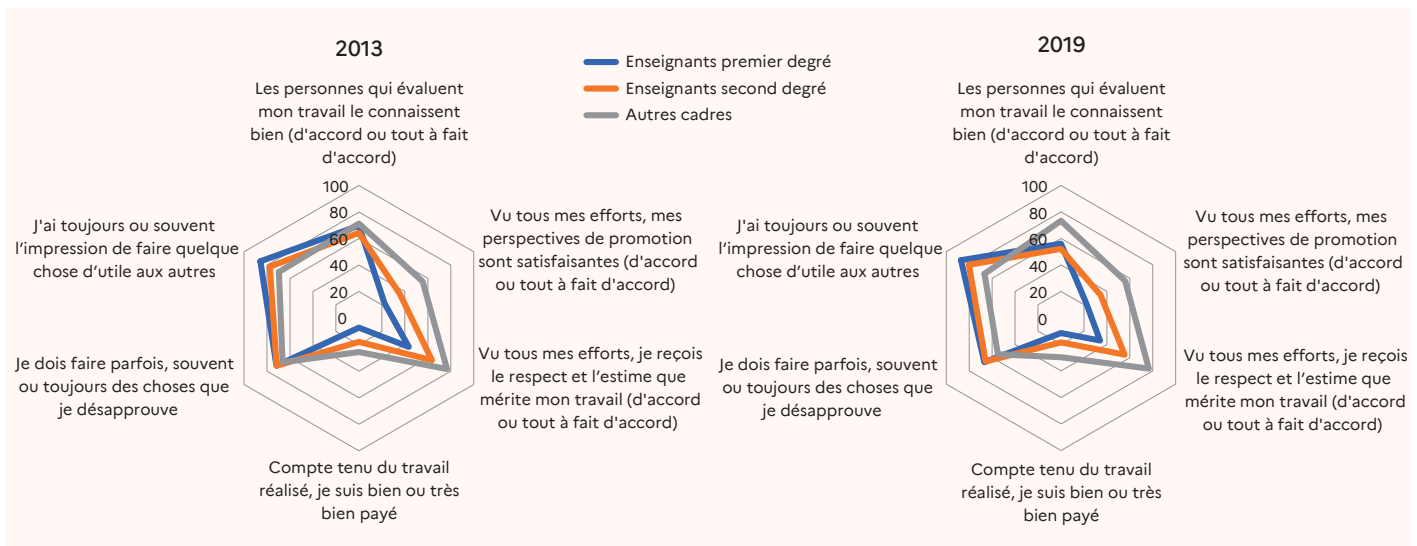 2013
Les personnes qui évaluent
mon travail le connaissent
bien (d'accord ou tout à fait
d'accord)
100
80
60
40
20
0
Vu tous mes efforts, mes
perspectives de promotion
sont satisfaisantes (d'accord
ou tout à fait d'accord)
Vu tous mes efforts, je reçois
le respect et l’estime que
mérite mon travail (d'accord
ou tout à fait d'accord)
Compte tenu du travail
réalisé, je suis bien ou très
bien payé
Je dois faire parfois, souvent
ou toujours des choses que
je désapprouve
J'ai toujours ou souvent
l’impression de faire quelque
chose d’utile aux autres
Enseignants premier degré
Enseignants second degré
Autres cadres
2019
Les personnes qui évaluent
mon travail le connaissent
bien (d'accord ou tout à fait
d'accord)
100
80
60
40
20
0
Vu tous mes efforts, mes
perspectives de promotion
sont satisfaisantes (d'accord
ou tout à fait d'accord)
Vu tous mes efforts, je reçois
le respect et l’estime que
mérite mon travail (d'accord
ou tout à fait d'accord)
Compte tenu du travail
réalisé, je suis bien ou très
bien payé
Je dois faire parfois, souvent
ou toujours des choses que
je désapprouve
J'ai toujours ou souvent
l’impression de faire quelque
chose d’utile aux autres